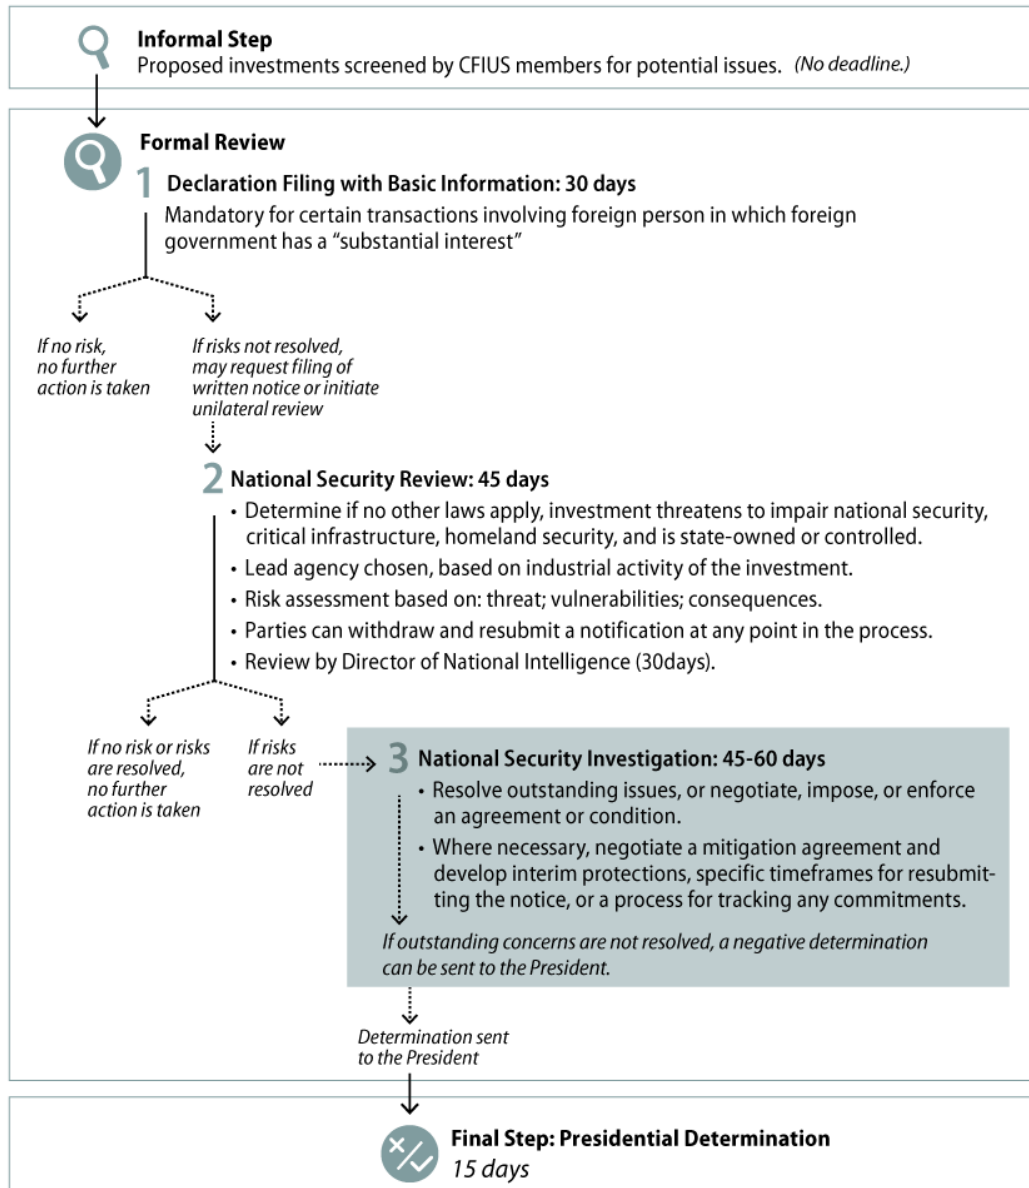 Informal Step
Proposed investments screened by CFIUS members for potential issues. (No deadline.)
Formal Review
1 Declaration Filing with Basic Information: 30 days
Mandatory for certain transactions involving foreign person in which foreign
government has a “substantial interest”
If no risk,
no further
action is taken
If risks not resolved,
may request filing of
written notice or initiate
unilateral review
2 National Security Review: 45 days
• Determine if no other laws apply, investment threatens to impair national security,
critical infrastructure, homeland security, and is state-owned or controlled.
• Lead agency chosen, based on industrial activity of the investment.
• Risk assessment based on: threat; vulnerabilities; consequences.
• Parties can withdraw and resubmit a notification at any point in the process.
• Review by Director of National Intelligence (30days).
If no risk or risks
are resolved,
no further
action is taken
If risks
are not
resolved
3 National Security Investigation: 45-60 days
• Resolve outstanding issues, or negotiate, impose, or enforce
an agreement or condition.
• Where necessary, negotiate a mitigation agreement and
develop interim protections, specific timeframes for resubmit-
ting the notice, or a process for tracking any commitments.
If outstanding concerns are not resolved, a negative determination
can be sent to the President.
Determination sent
to the President
Final Step: Presidential Determination
15 days